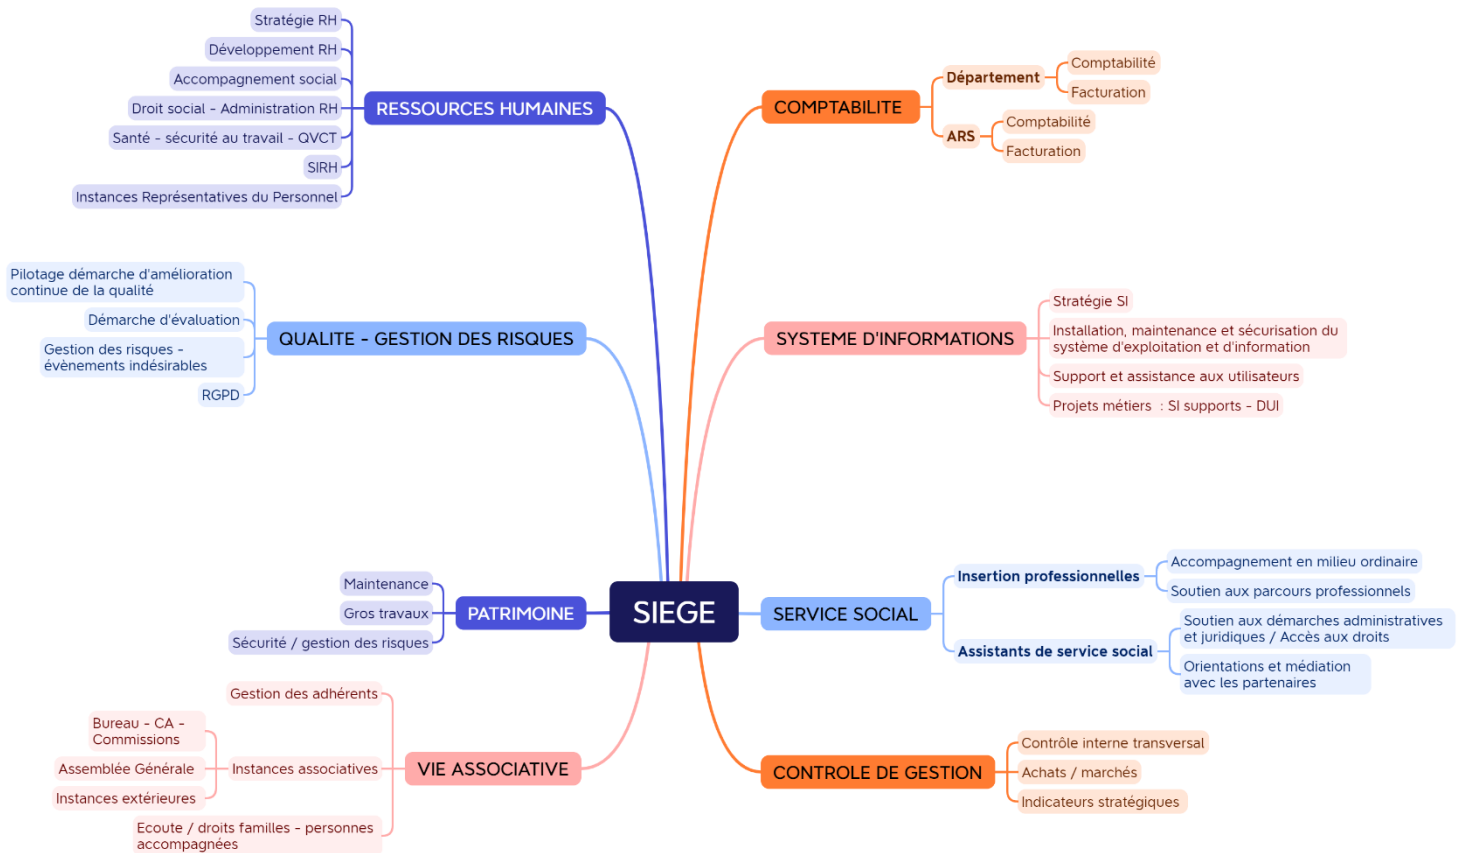 SIEGE
RESSOURCES HUMAINES
Stratégie RH
Développement RH
Accompagnement social
Droit social - Administration RH
Santé - sécurité au travail - QVCT
SIRH
Instances Représentatives du Personnel
QUALITE - GESTION DES RISQUES
Pilotage démarche d'amélioration
continue de la qualité
Démarche d'évaluation
Gestion des risques -
évènements indésirables
RGPD
PATRIMOINE
Maintenance
Gros travaux
Sécurité / gestion des risques
VIE ASSOCIATIVE
Gestion des adhérents
Instances associatives
Bureau - CA -
Commissions
Assemblée Générale
Instances extérieures
Ecoute / droits familles - personnes
accompagnées
COMPTABILITE
Département
Comptabilité
Facturation
ARS
Comptabilité
Facturation
SYSTEME D'INFORMATIONS
Stratégie SI
Installation, maintenance et sécurisation du
système d'exploitation et d'information
Support et assistance aux utilisateurs
Projets métiers : SI supports - DUI
SERVICE SOCIAL
Insertion professionnelles
Accompagnement en milieu ordinaire
Soutien aux parcours professionnels
Assistants de service social
Soutien aux démarches administratives
et juridiques / Accès aux droits
Orientations et médiation
avec les partenaires
CONTROLE DE GESTION
Contrôle interne transversal
Achats / marchés
Indicateurs stratégiques